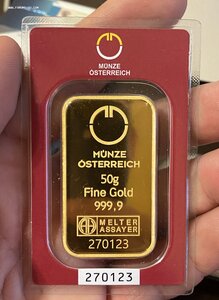 MÜNZE
ÖSTERREICH
MÜNZE
ÖSTERREICH
50g
Fine Gold
999,9
MELTER
ASSAYER
270123
270123